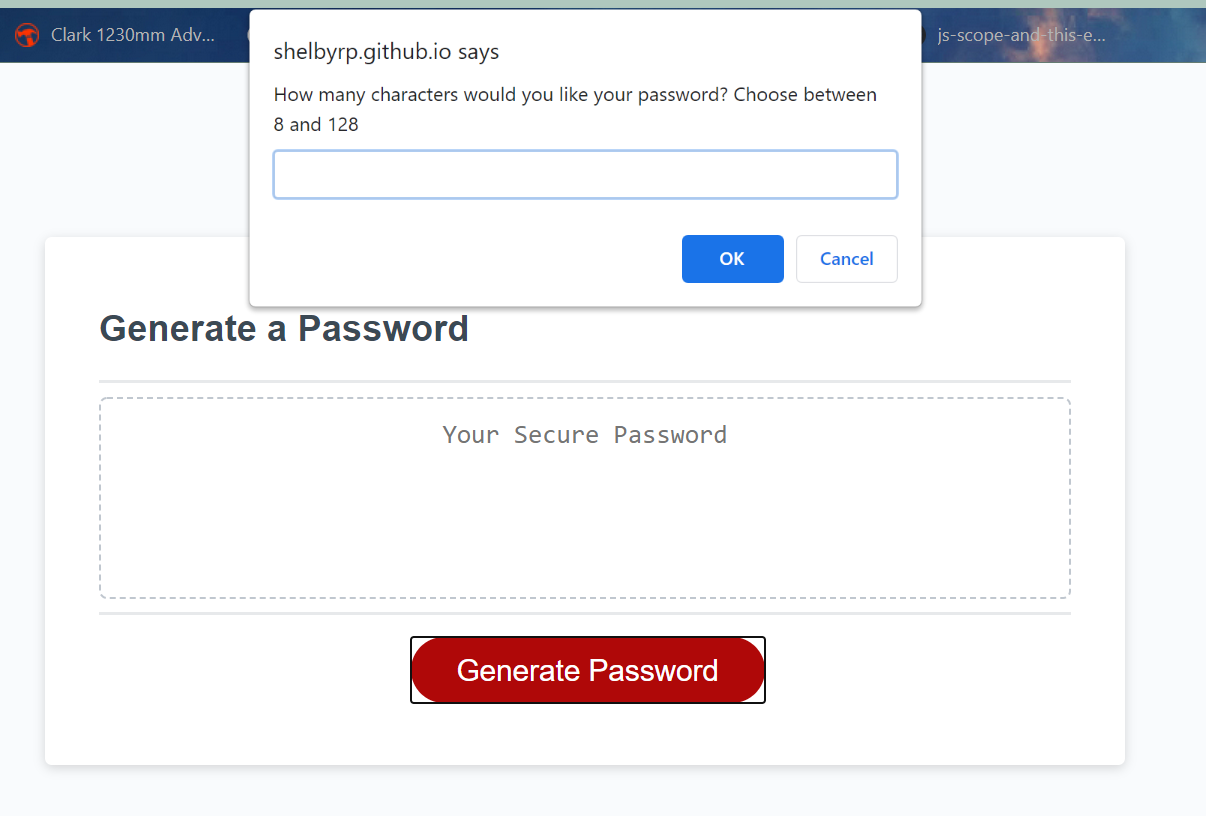 Clark 1230mm Adv...
js-scope-and-this-e...
shelbyrp.github.io says
How many characters would you like your password? Choose between
8 and 128
OK
Cancel
Generate a Password
Your Secure Password
Generate Password